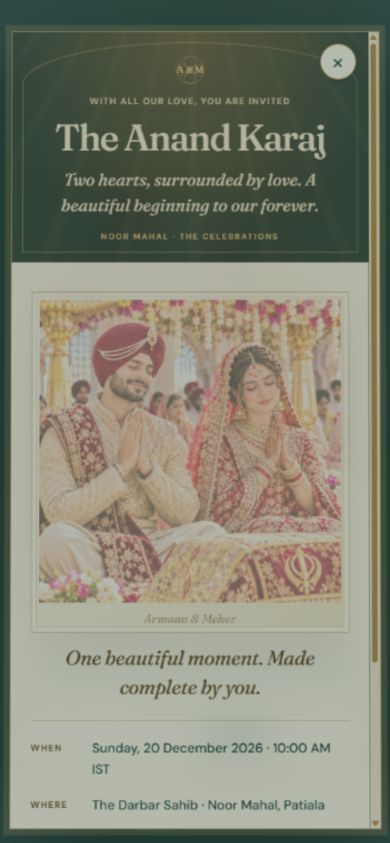 A & M
×
WITH ALL OUR LOVE, YOU ARE INVITED
The Anand Karaj
Two hearts, surrounded by love. A
beautiful beginning to our forever.
NOOR MAHAL · THE CELEBRATIONS
Armaan & Meher
One beautiful moment. Made
complete by you.
WHEN Sunday, 20 December 2026 · 10:00 AM
IST
WHERE The Darbar Sahib · Noor Mahal, Patiala